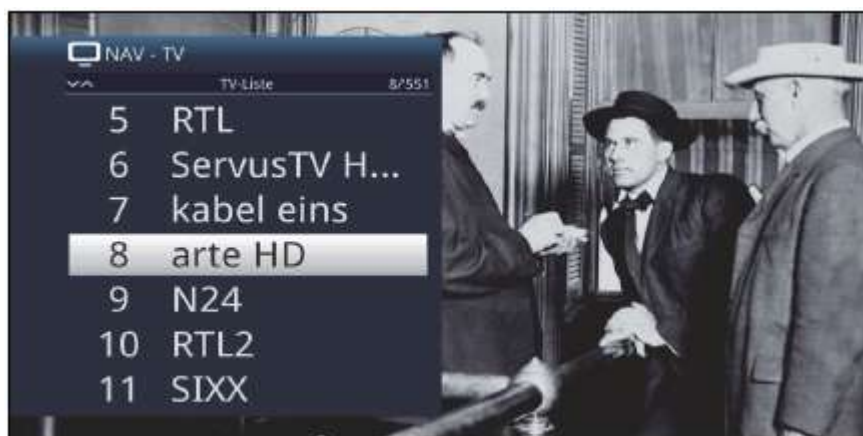 NAV - TV
TV-Liste 8/551
5 RTL
6 ServusTV H...
7 kabel eins
8 arte HD
9 N24
10 RTL2
11 SIXX